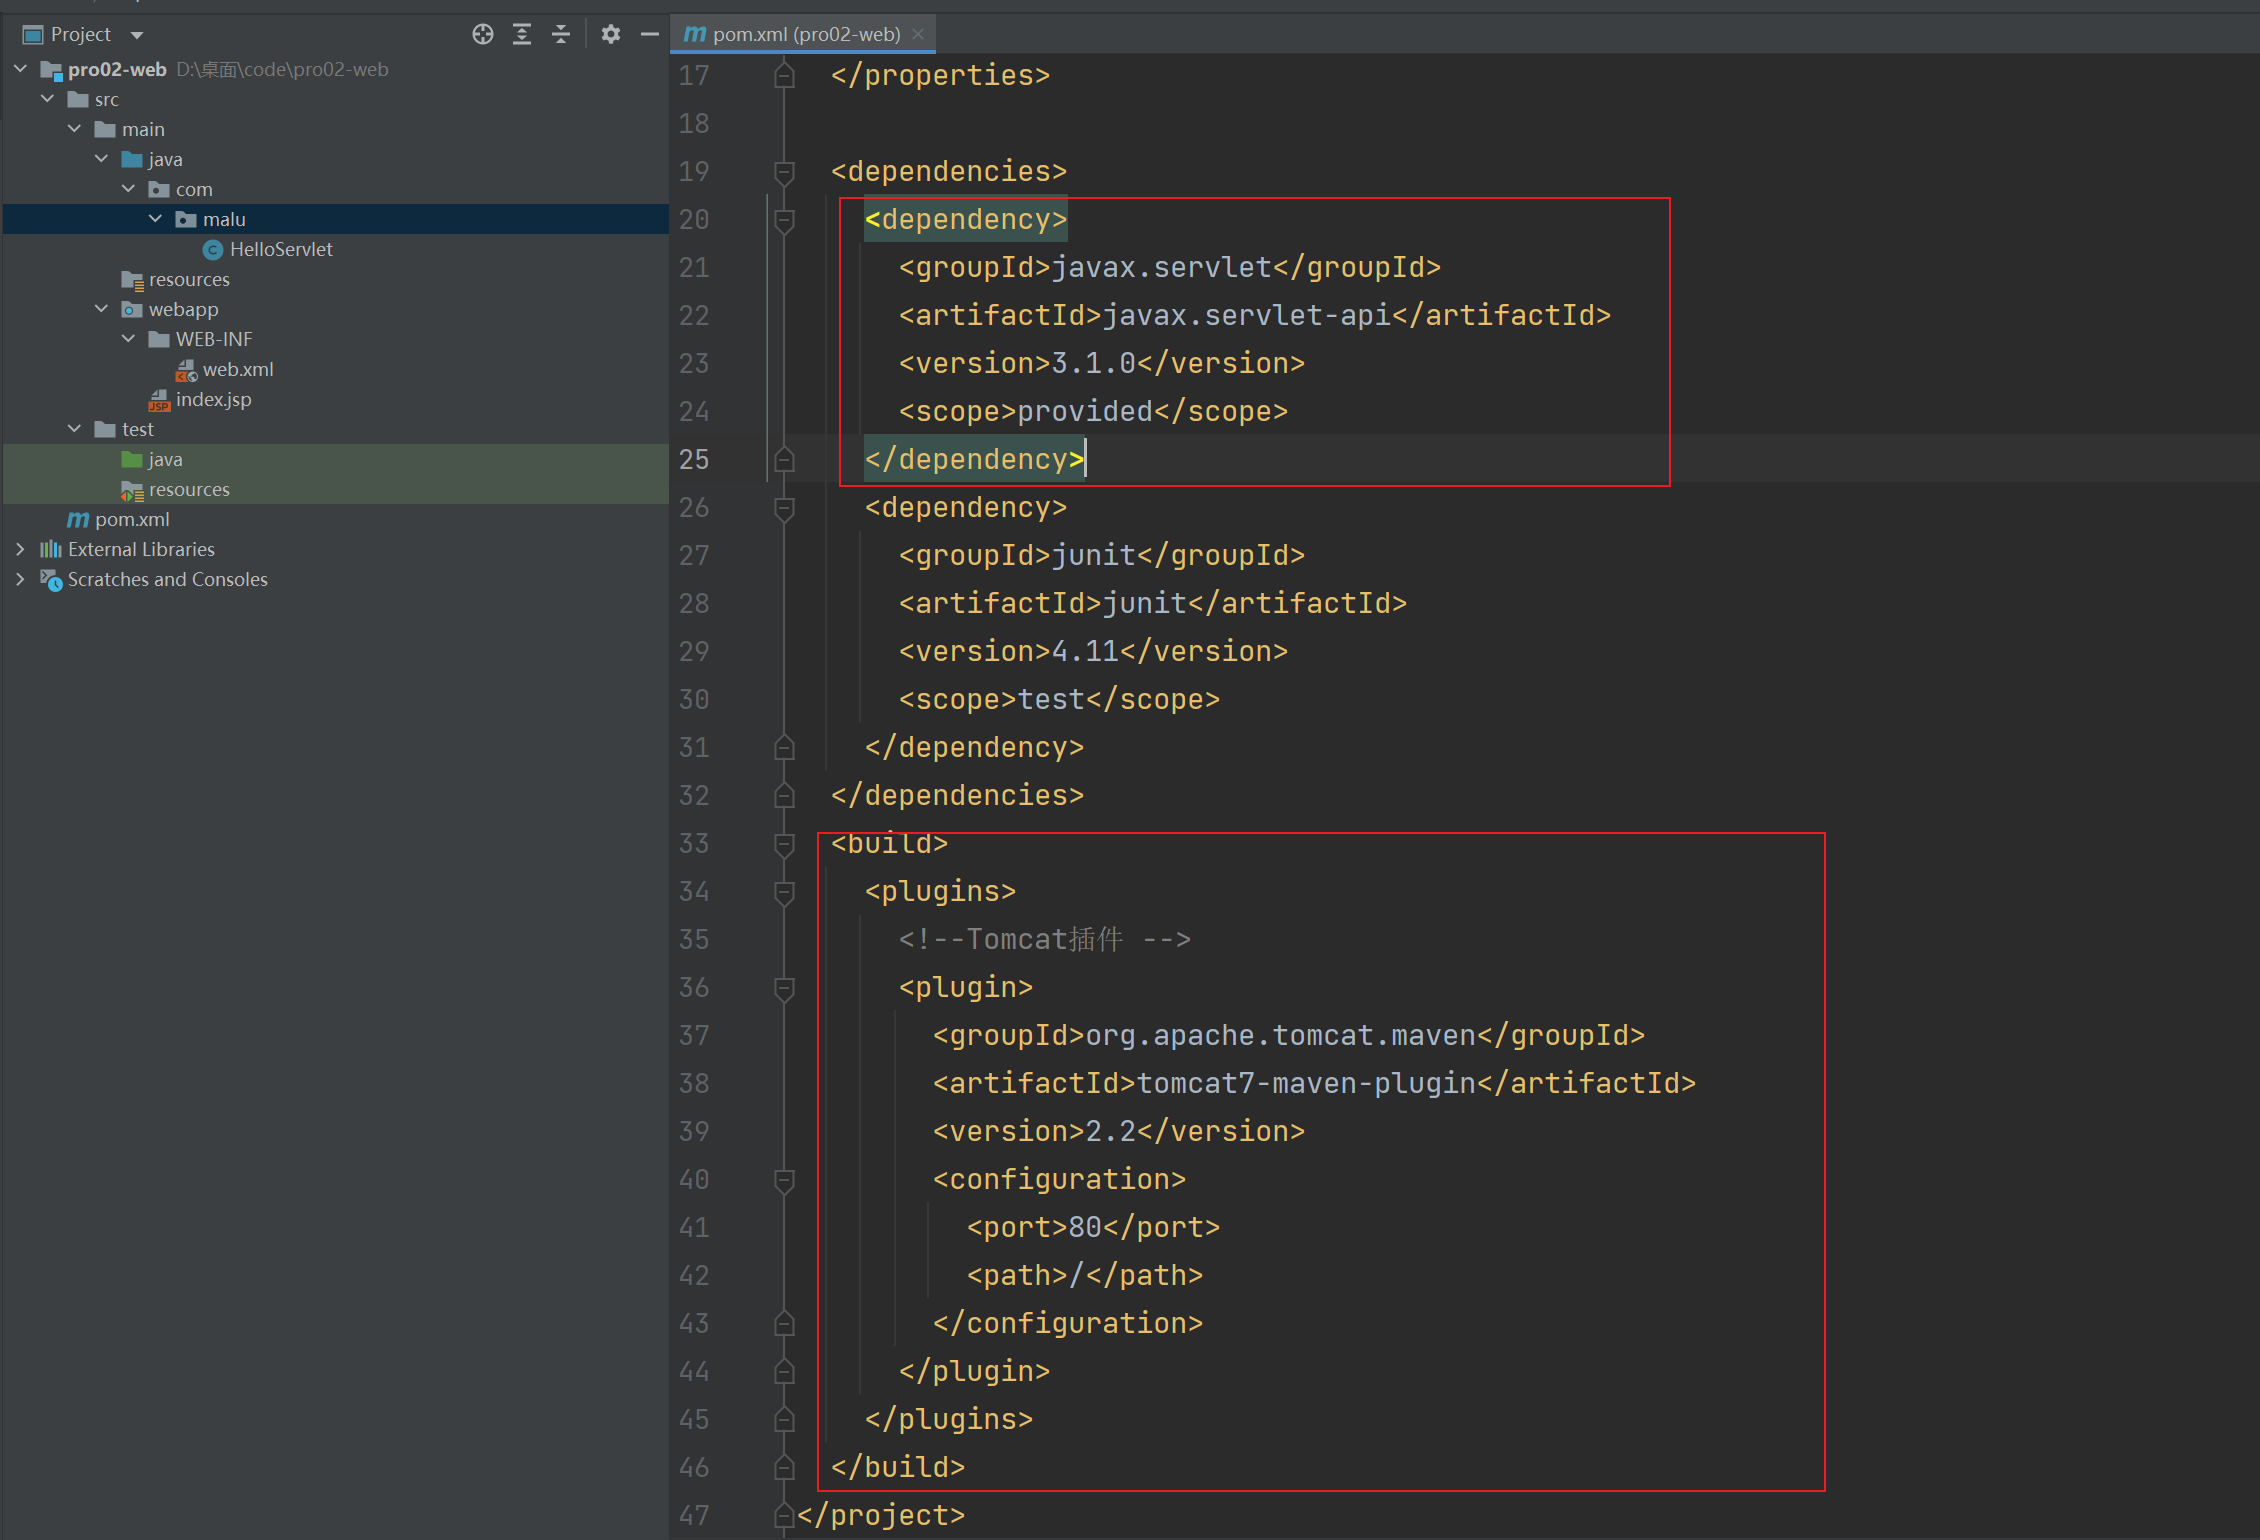 Project
pro02-web D:\桌面\code\pro02-web
src
main
java
com
malu
HelloServlet
resources
webapp
WEB-INF
web.xml
index.jsp
test
java
resources
pom.xml
External Libraries
Scratches and Consoles
pom.xml (pro02-web)
17 </properties>
18
19 <dependencies>
20 <dependency>
21 <groupId>javax.servlet</groupId>
22 <artifactId>javax.servlet-api</artifactId>
23 <version>3.1.0</version>
24 <scope>provided</scope>
25 </dependency>
26 <dependency>
27 <groupId>junit</groupId>
28 <artifactId>junit</artifactId>
29 <version>4.11</version>
30 <scope>test</scope>
31 </dependency>
32 </dependencies>
33 <build>
34 <plugins>
35 <!--Tomcat插件 -->
36 <plugin>
37 <groupId>org.apache.tomcat.maven</groupId>
38 <artifactId>tomcat7-maven-plugin</artifactId>
39 <version>2.2</version>
40 <configuration>
41 <port>80</port>
42 <path>/</path>
43 </configuration>
44 </plugin>
45 </plugins>
46 </build>
47 </project>